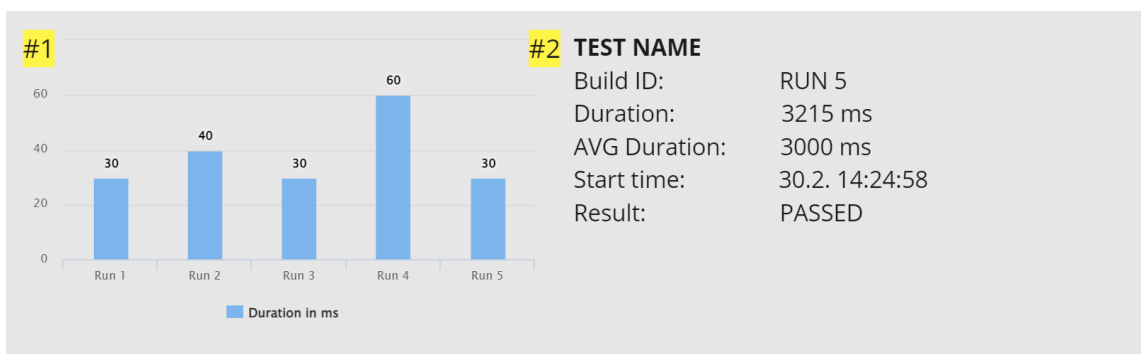 #1
60
40
20
0
30
40
30
60
30
Run 1
Run 2
Run 3
Run 4
Run 5
Duration in ms
#2 TEST NAME
Build ID: RUN 5
Duration: 3215 ms
AVG Duration: 3000 ms
Start time: 30.2. 14:24:58
Result: PASSED